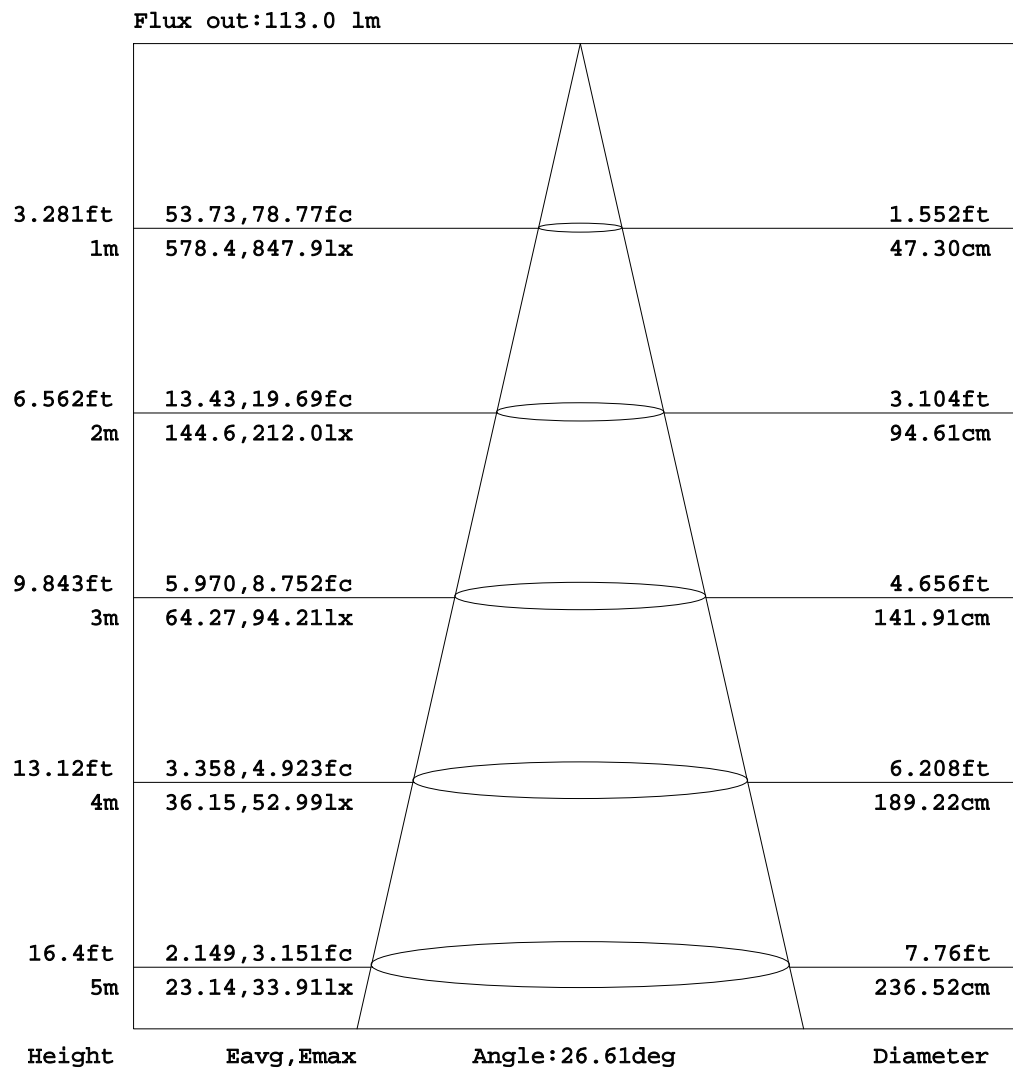 Flux out:113.0 lm
3.281ft 53.73,78.77fc 1.552ft
1m 578.4,847.9lx 47.30cm
6.562ft 13.43,19.69fc 3.104ft
2m 144.6,212.0lx 94.61cm
9.843ft 5.970,8.752fc 4.656ft
3m 64.27,94.21lx 141.91cm
13.12ft 3.358,4.923fc 6.208ft
4m 36.15,52.99lx 189.22cm
16.4ft 2.149,3.151fc 7.76ft
5m 23.14,33.91lx 236.52cm
Height Eavg,Emax Angle:26.61deg Diameter